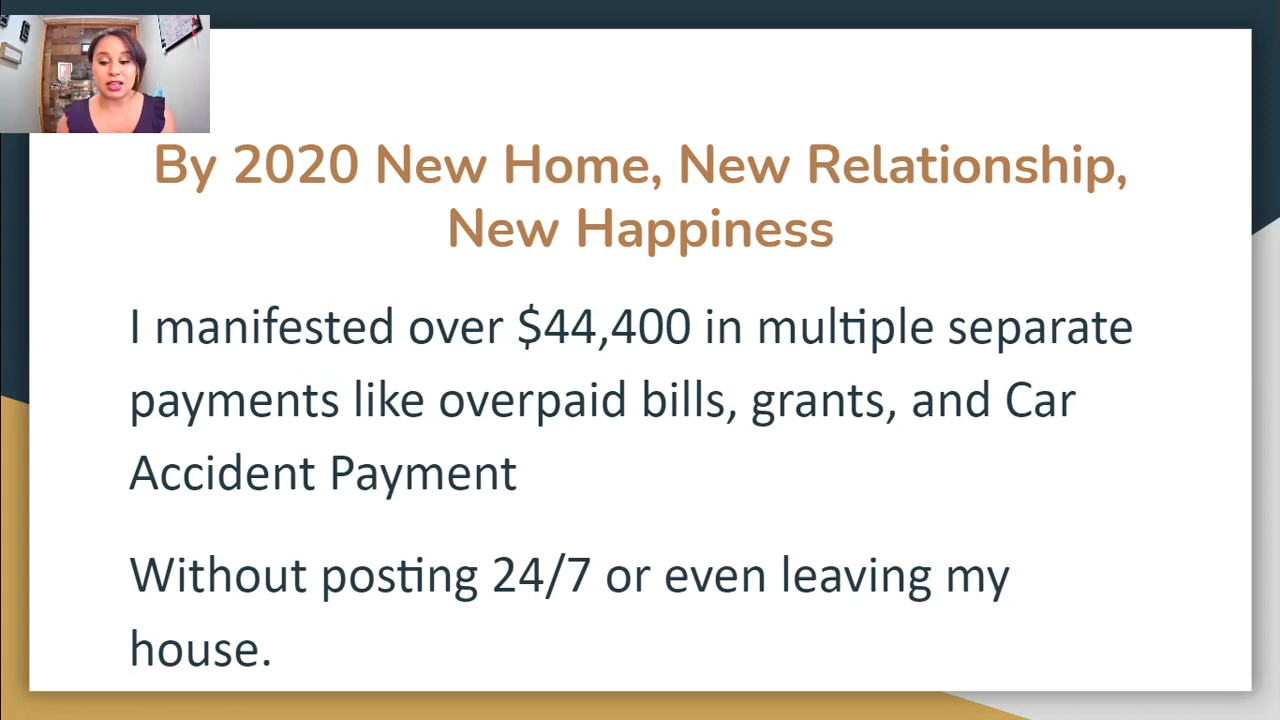 By 2020 New Home, New Relationship,
New Happiness
I manifested over $44,400 in multiple separate
payments like overpaid bills, grants, and Car
Accident Payment
Without posting 24/7 or even leaving my
house.